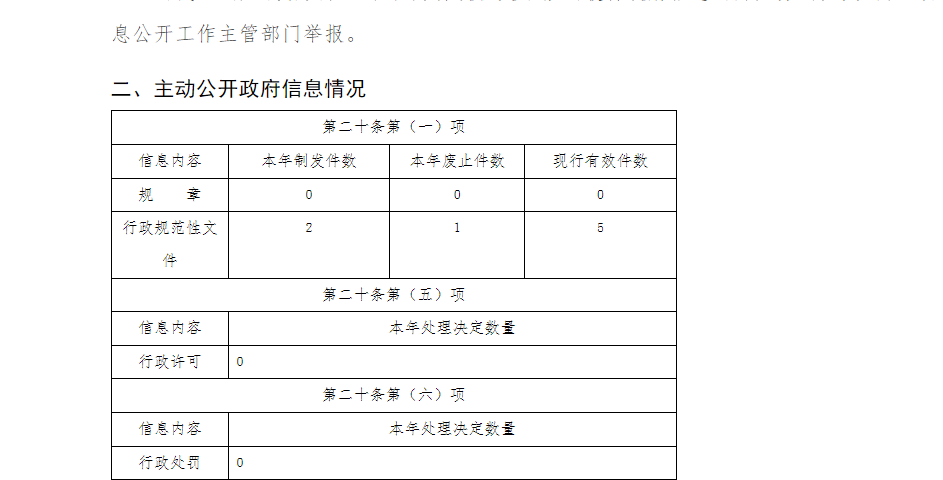 息公开工作主管部门举报。
二、主动公开政府信息情况
第二十条第（一）项
信息内容 本年制发件数 本年废止件数 现行有效件数
规 章 0 0 0
行政规范性文 2 1 5
件
第二十条第（五）项
信息内容 本年处理决定数量
行政许可 0
第二十条第（六）项
信息内容 本年处理决定数量
行政处罚 0